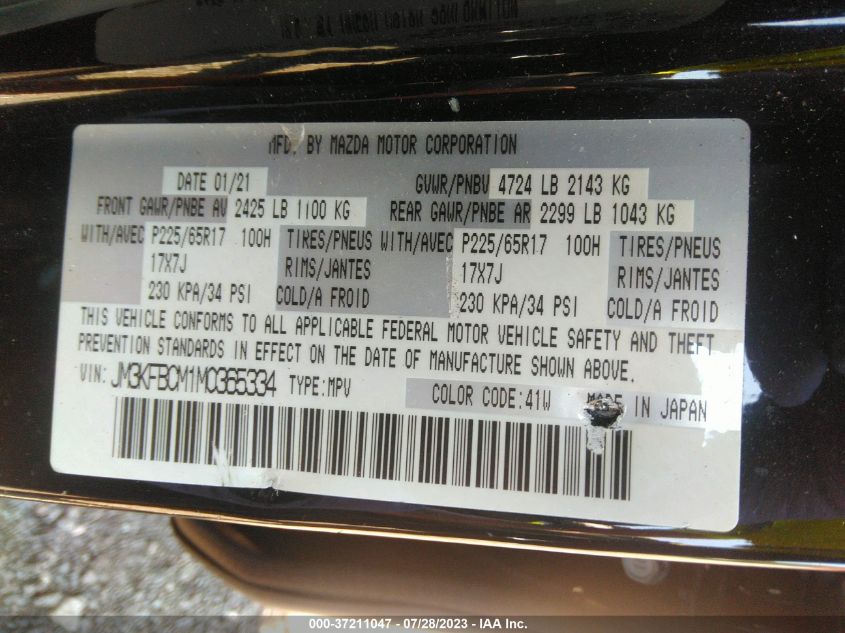 MFD. BY MAZDA MOTOR CORPORATION
DATE 01/21 GVWR/PNBV 4724 LB 2143 KG
FRONT GAWR/PNBE AV 2425 LB 1100 KG REAR GAWR/PNBE AR 2299 LB 1043 KG
WITH/AVEC P225/65R17 100H TIRES/PNEUS WITH/AVEC P225/65R17 100H TIRES/PNEUS
17X7J RIMS/JANTES 17X7J RIMS/JANTES
230 KPA/34 PSI COLD/A FROID 230 KPA/34 PSI COLD/A FROID
THIS VEHICLE CONFORMS TO ALL APPLICABLE FEDERAL MOTOR VEHICLE SAFETY AND THEFT
PREVENTION STANDARDS IN EFFECT ON THE DATE OF MANUFACTURE SHOWN ABOVE.
VIN: JM3KFBCM1M0365334 TYPE:MPV COLOR CODE:41W MADE IN JAPAN
000-37211047 - 07/28/2023 - IAA Inc.